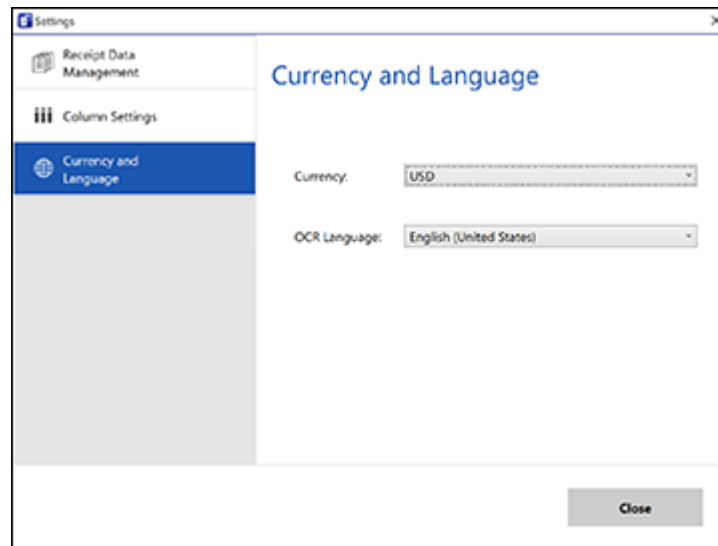 Settings
Receipt Data
Management
Column Settings
Currency and
Language
Currency and Language
Currency:
USD
OCR Language:
English (United States)
Close